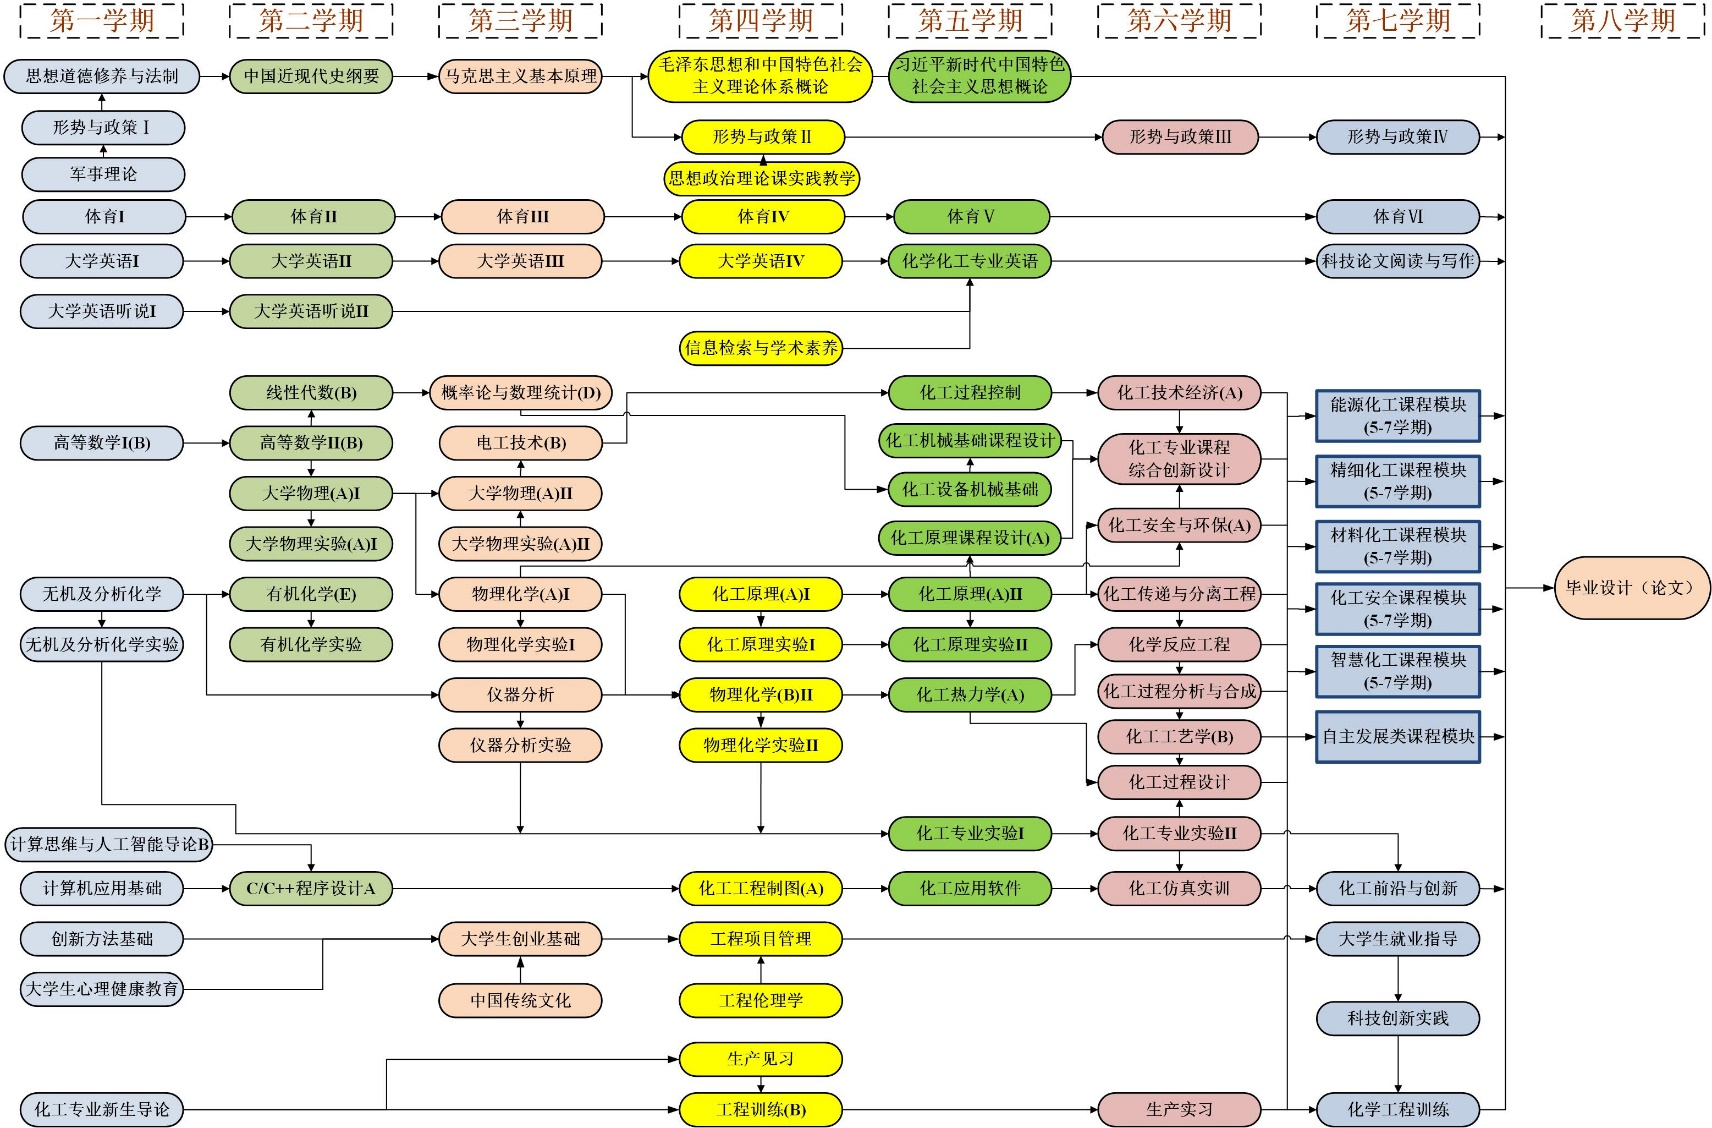 第一学期
第二学期
第三学期
第四学期
第五学期
第六学期
第七学期
第八学期
思想道德修养与法制
中国近现代史纲要
马克思主义基本原理
毛泽东思想和中国特色社会
主义理论体系概论
习近平新时代中国特色
社会主义思想概论
形势与政策Ⅰ
形势与政策Ⅱ
形势与政策Ⅲ
形势与政策Ⅳ
军事理论
思想政治理论课实践教学
体育I
体育II
体育III
体育IV
体育Ⅴ
体育Ⅵ
大学英语I
大学英语II
大学英语III
大学英语IV
化学化工专业英语
科技论文阅读与写作
大学英语听说I
大学英语听说II
信息检索与学术素养
线性代数(B)
概率论与数理统计(D)
化工过程控制
化工技术经济(A)
能源化工课程模块
(5-7学期)
高等数学I(B)
高等数学II(B)
电工技术(B)
化工机械基础课程设计
化工专业课程
综合创新设计
精细化工课程模块
(5-7学期)
大学物理(A)I
大学物理(A)II
化工设备机械基础
大学物理实验(A)I
大学物理实验(A)II
化工原理课程设计(A)
化工安全与环保(A)
材料化工课程模块
(5-7学期)
无机及分析化学
有机化学(E)
物理化学(A)I
化工原理(A)I
化工原理(A)II
化工传递与分离工程
化工安全课程模块
(5-7学期)
毕业设计（论文）
无机及分析化学实验
有机化学实验
物理化学实验I
化工原理实验I
化工原理实验II
化学反应工程
智慧化工课程模块
(5-7学期)
仪器分析
物理化学(B)II
化工热力学(A)
化工过程分析与合成
仪器分析实验
物理化学实验II
化工工艺学(B)
自主发展类课程模块
化工过程设计
计算思维与人工智能导论B
化工专业实验I
化工专业实验II
计算机应用基础
C/C++程序设计A
化工工程制图(A)
化工应用软件
化工仿真实训
化工前沿与创新
创新方法基础
大学生创业基础
工程项目管理
大学生就业指导
大学生心理健康教育
中国传统文化
工程伦理学
科技创新实践
生产见习
化工专业新生导论
工程训练(B)
生产实习
化学工程训练